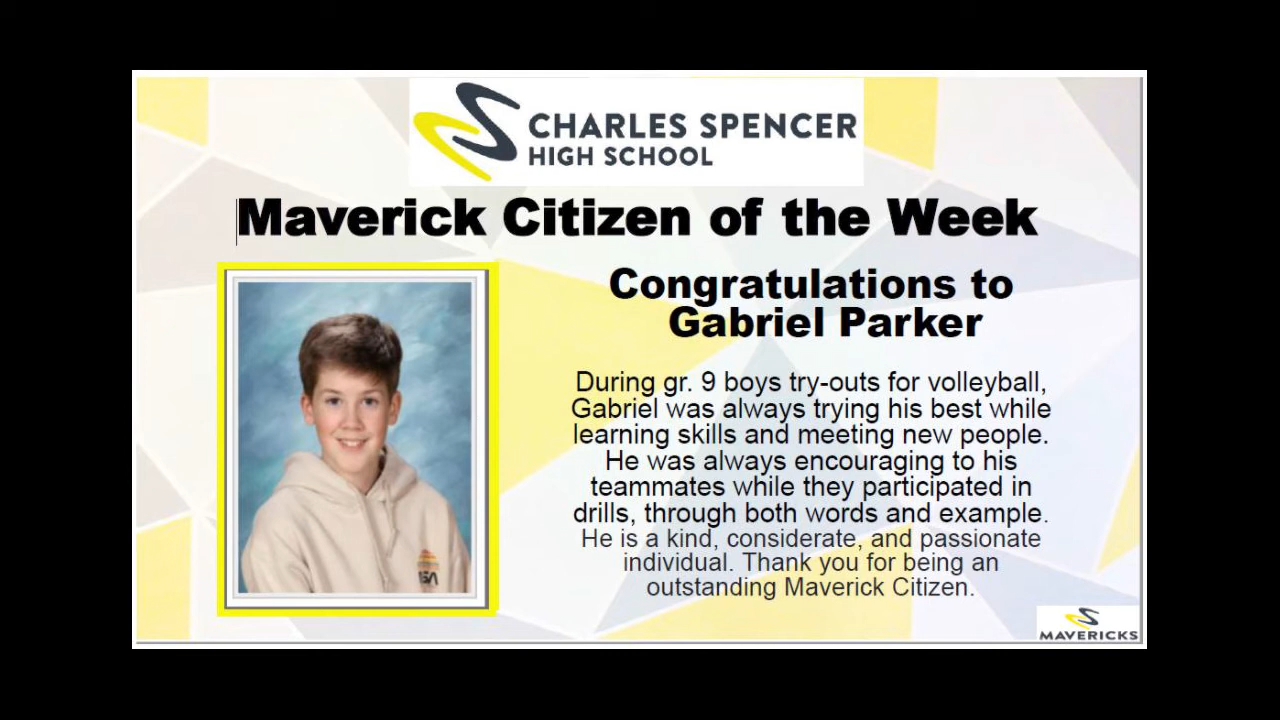 CHARLES SPENCER
HIGH SCHOOL
Maverick Citizen of the Week
Congratulations to
Gabriel Parker
During gr. 9 boys try-outs for volleyball,
Gabriel was always trying his best while
learning skills and meeting new people.
He was always encouraging to his
teammates while they participated in
drills, through both words and example.
He is a kind, considerate, and passionate
individual. Thank you for being an
outstanding Maverick Citizen.
MAVERICKS